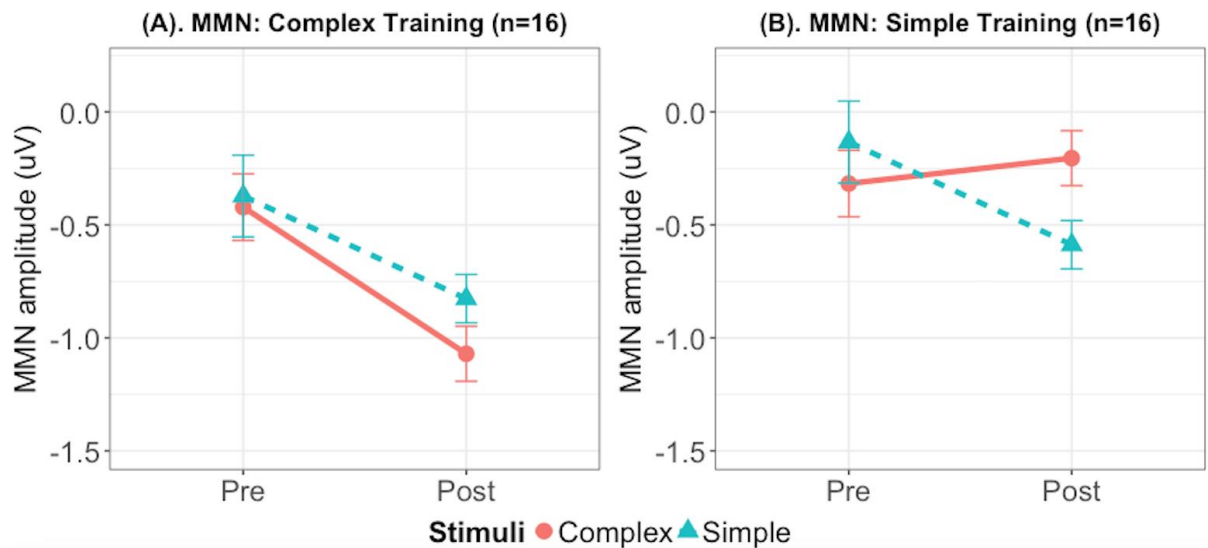 (A). MMN: Complex Training (n=16)
(B). MMN: Simple Training (n=16)
MMN amplitude (uV)
0.0
-0.5
-1.0
-1.5
Pre
Post
MMN amplitude (uV)
0.0
-0.5
-1.0
-1.5
Pre
Post
Stimuli Complex Simple